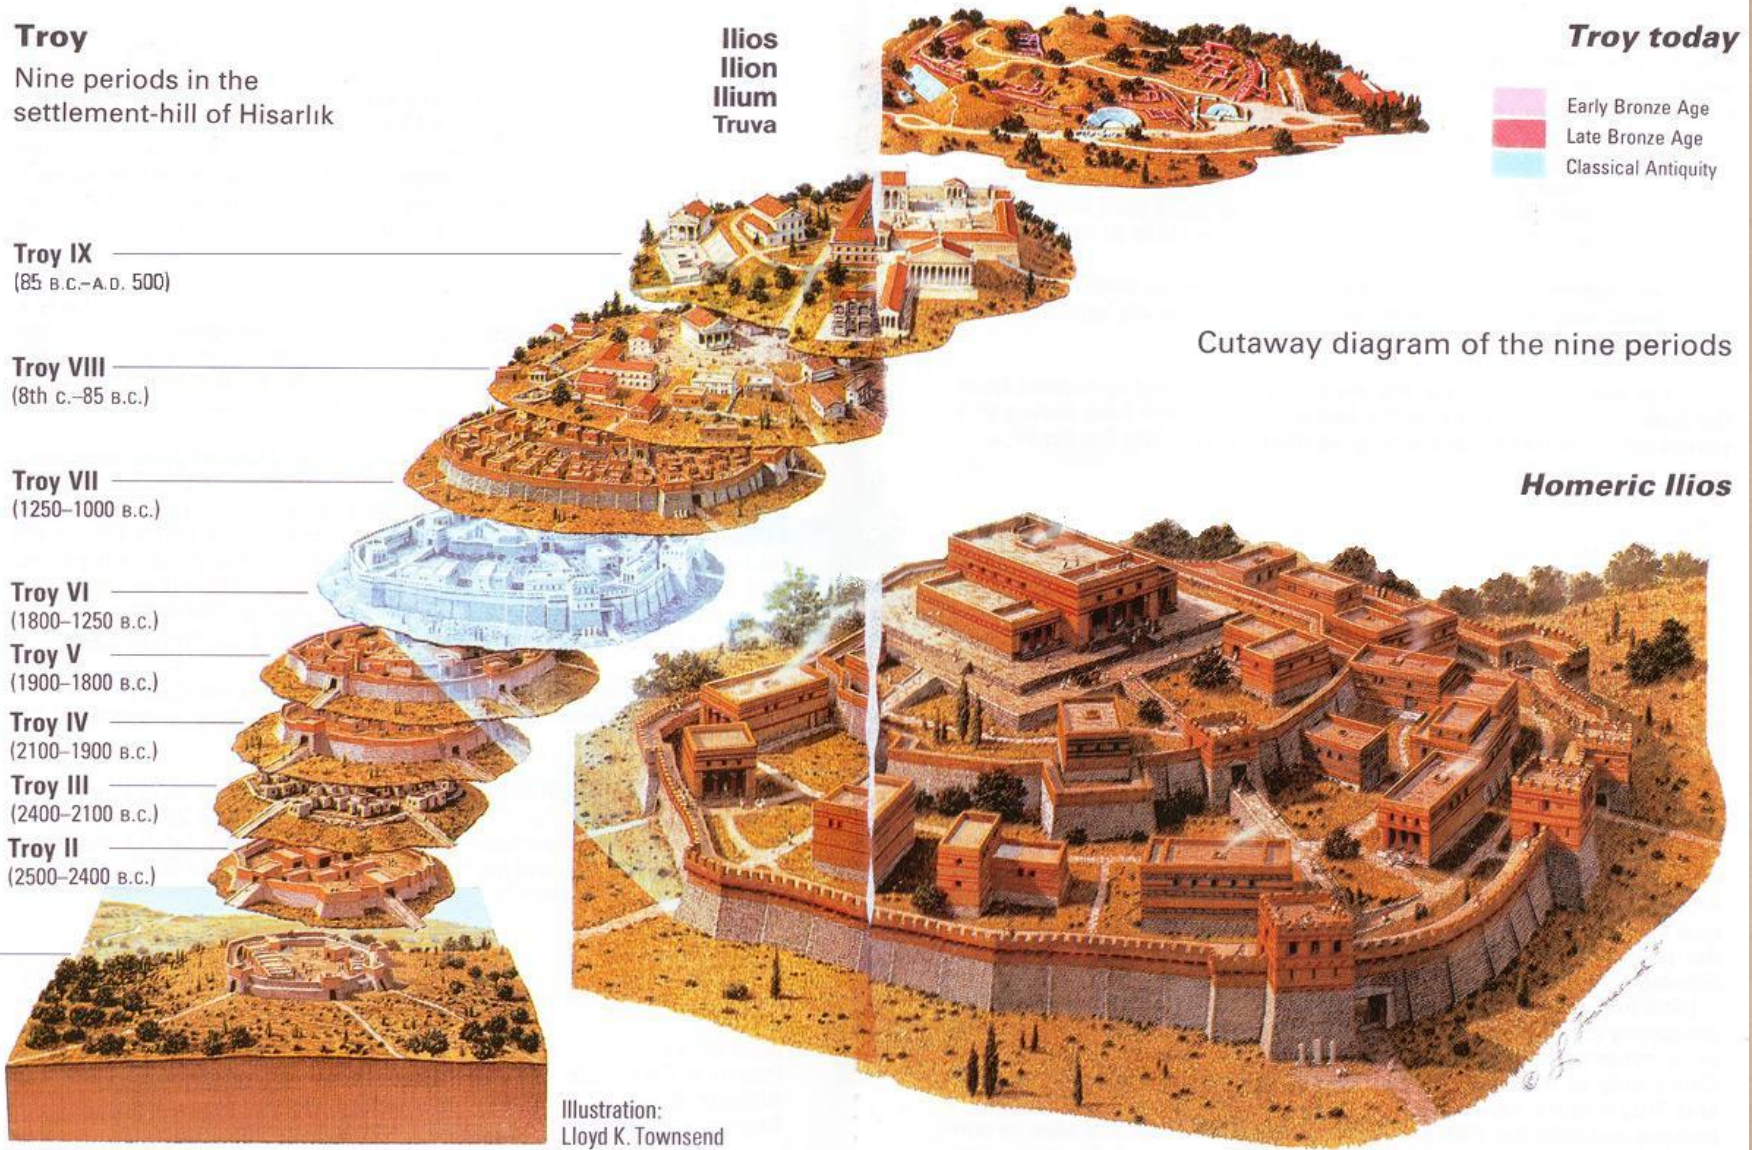 Troy
Nine periods in the
settlement-hill of Hisarlık
Ilios
Ilion
Ilium
Truva
Troy today
Early Bronze Age
Late Bronze Age
Classical Antiquity
Troy IX
(85 B.C.–A.D. 500)
Cutaway diagram of the nine periods
Troy VIII
(8th c.–85 B.C.)
Troy VII
(1250–1000 B.C.)
Homeric Ilios
Troy VI
(1800–1250 B.C.)
Troy V
(1900–1800 B.C.)
Troy IV
(2100–1900 B.C.)
Troy III
(2400–2100 B.C.)
Troy II
(2500–2400 B.C.)
Illustration:
Lloyd K. Townsend